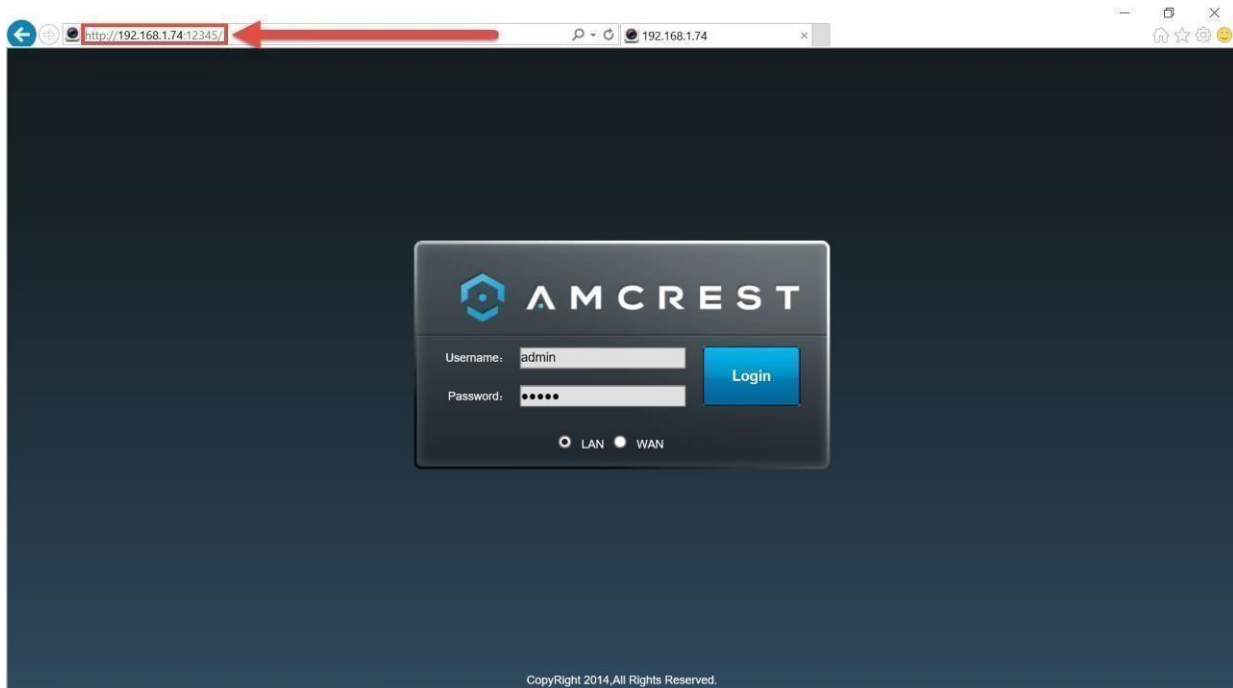 http://192.168.1.74:12345/
192.168.1.74
AMCREST
Username:
admin
Login
Password:
•••••
LAN WAN
CopyRight 2014,All Rights Reserved.